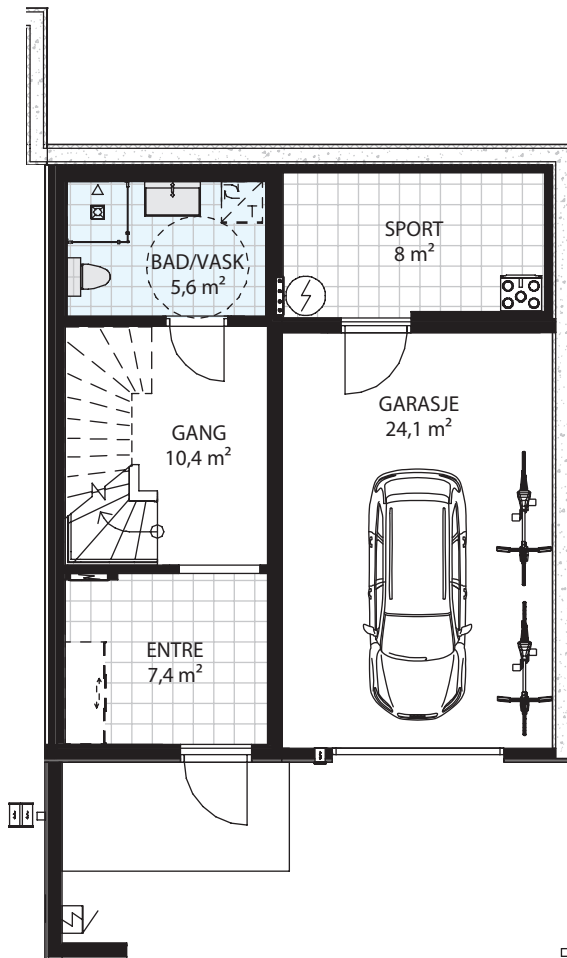 BAD/VASK
5,6 m²
SPORT
8 m²
GANG
10,4 m²
GARASJE
24,1 m²
ENTRE
7,4 m²